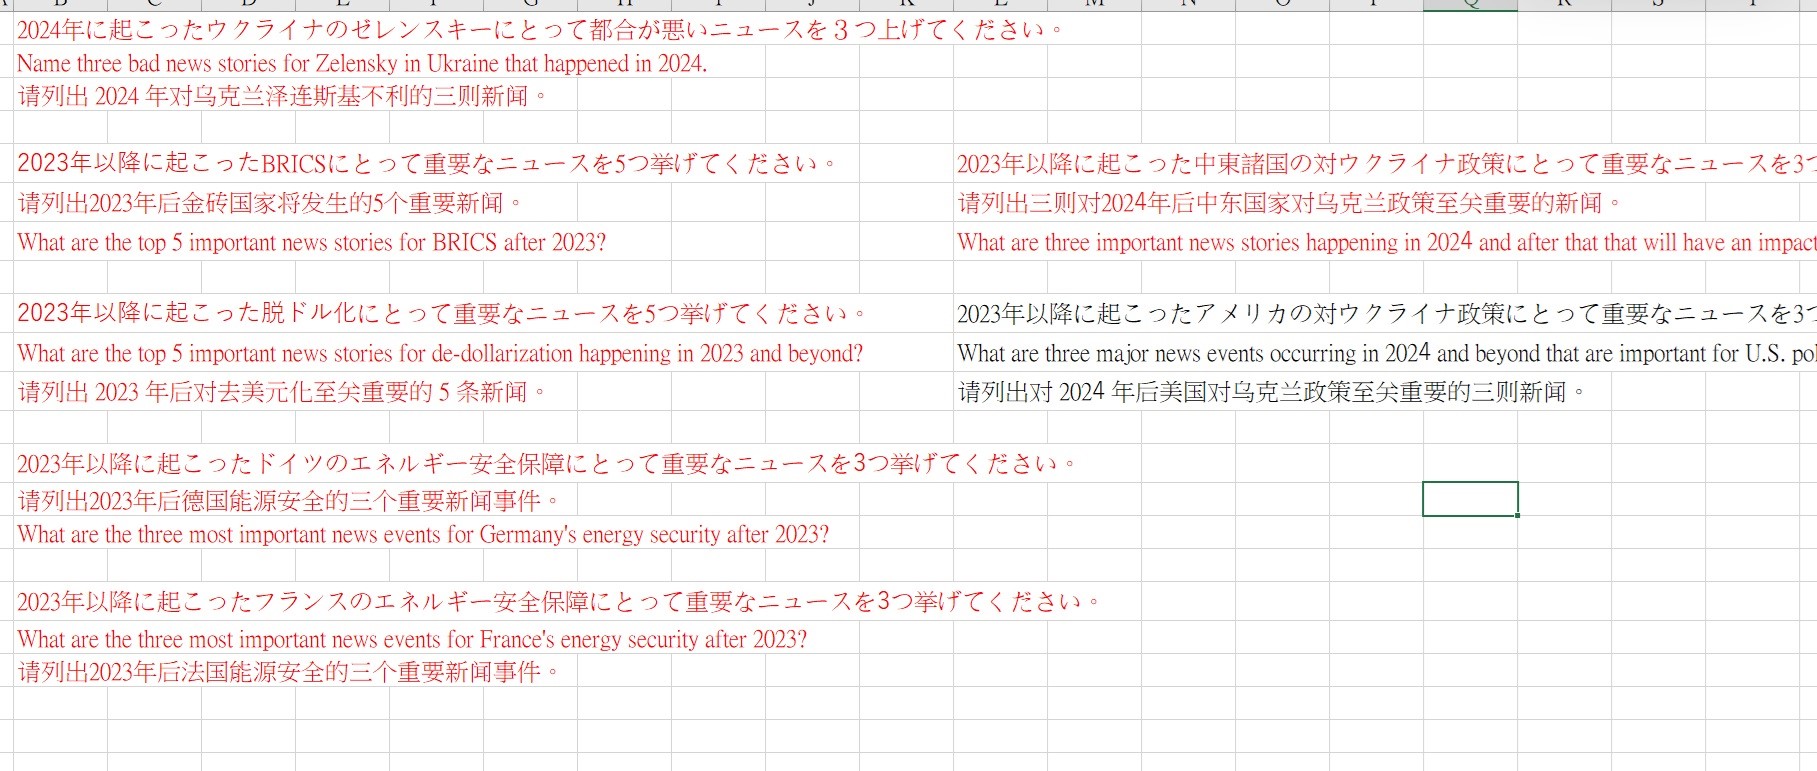 2024年に起こったウクライナのゼレンスキーにとって都合が悪いニュースを３つ上げてください。
Name three bad news stories for Zelensky in Ukraine that happened in 2024.
请列出 2024 年对乌克兰泽连斯基不利的三则新闻。
2023年以降に起こったBRICSにとって重要なニュースを5つ挙げてください。
请列出2023年后金砖国家将发生的5个重要新闻。
What are the top 5 important news stories for BRICS after 2023?
2023年以降に起こった中東諸国の対ウクライナ政策にとって重要なニュースを3つ
请列出三则对2024年后中东国家对乌克兰政策至关重要的新闻。
What are three important news stories happening in 2024 and after that that will have an impact
2023年以降に起こった脱ドル化にとって重要なニュースを5つ挙げてください。
What are the top 5 important news stories for de-dollarization happening in 2023 and beyond?
请列出 2023 年后对去美元化至关重要的 5 条新闻。
2023年以降に起こったアメリカの対ウクライナ政策にとって重要なニュースを3つ
What are three major news events occurring in 2024 and beyond that are important for U.S. pol
请列出对 2024 年后美国对乌克兰政策至关重要的三则新闻。
2023年以降に起こったドイツのエネルギー安全保障にとって重要なニュースを3つ挙げてください。
请列出2023年后德国能源安全的三个重要新闻事件。
What are the three most important news events for Germany's energy security after 2023?
2023年以降に起こったフランスのエネルギー安全保障にとって重要なニュースを3つ挙げてください。
What are the three most important news events for France's energy security after 2023?
请列出2023年后法国能源安全的三个重要新闻事件。